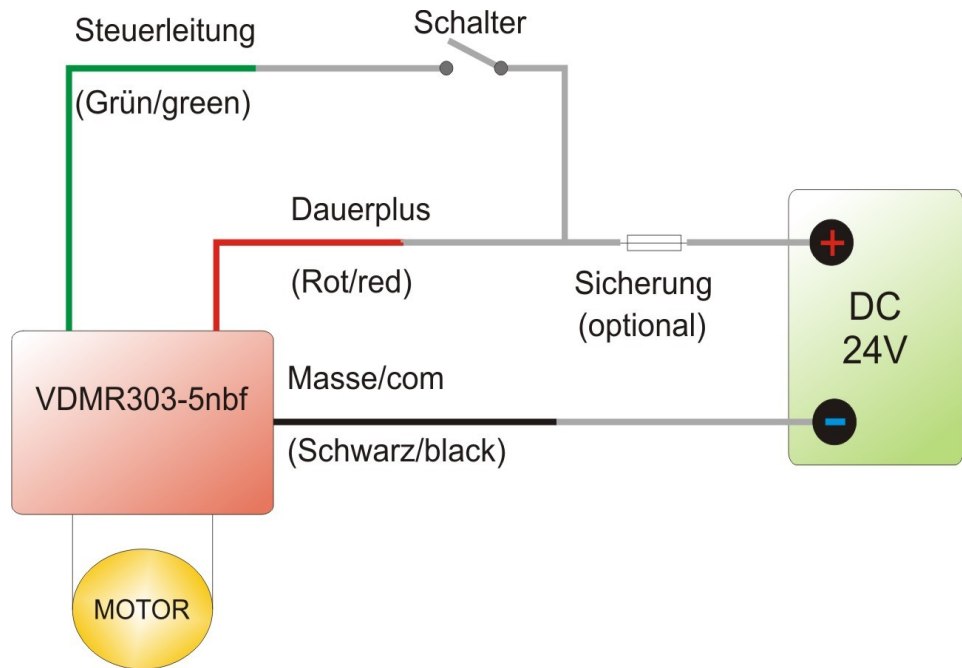 Steuerleitung
Schalter
(Grün/green)
Dauerplus
(Rot/red)
Sicherung
(optional)
+
DC
24V
-
VDMR303-5nbf
Masse/com
(Schwarz/black)
MOTOR